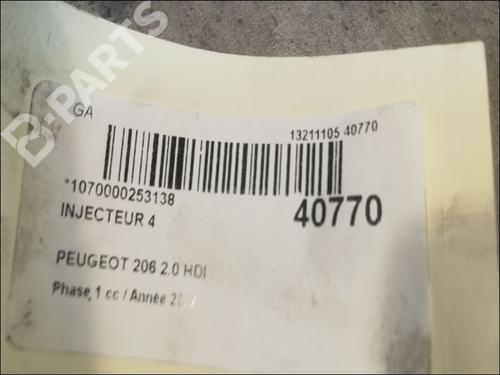 B-PARTS
GA
13211105 40770
*1070000253138
40770
INJECTEUR 4
PEUGEOT 206 2.0 HDI
Phase 1 cc / Année